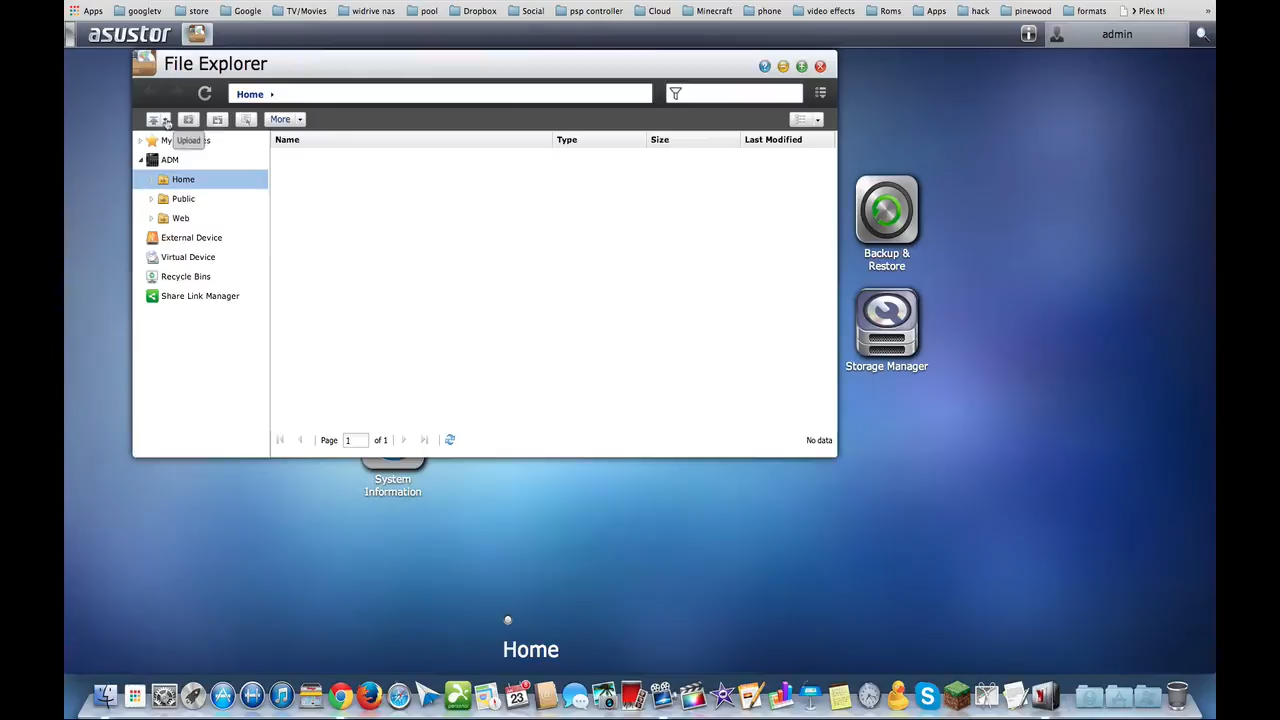 Apps googletv store Google TV/Movies widrive nas pool Dropbox Social psp controller Cloud Minecraft phone video effects Roms Apps hack pinewood formats Plex It! »
asustor admin
File Explorer
Home
More
Upload
Name Type Size Last Modified
ADM
Home
Public
Web
External Device
Virtual Device
Recycle Bins
Share Link Manager
Page 1 of 1 No data
Backup &
Restore
Storage Manager
System
Information
Home
23